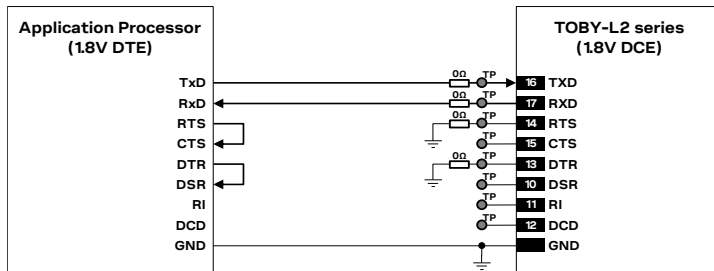 Application Processor
(1.8V DTE)
TOBY-L2 series
(1.8V DCE)
TxD 0Ω TP 16 TXD
RxD 0Ω TP 17 RXD
RTS 0Ω TP 14 RTS
CTS TP 15 CTS
DTR 0Ω TP 13 DTR
DSR TP 10 DSR
RI TP 11 RI
DCD TP 12 DCD
GND GND